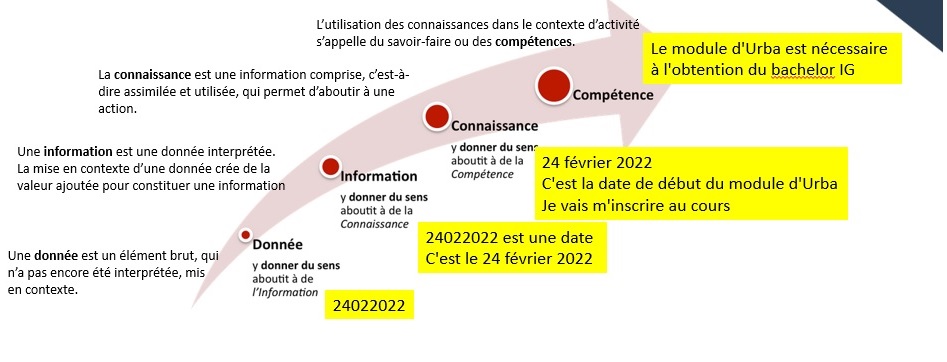 L'utilisation des connaissances dans le contexte d'activité
s'appelle du savoir-faire ou des compétences.
Le module d'Urba est nécessaire
à l'obtention du bachelor IG
La connaissance est une information comprise, c'est-à-
dire assimilée et utilisée, qui permet d'aboutir à une
action.
Compétence
Connaissance
y donner du sens
aboutit à de la
Compétence
24 février 2022
C'est la date de début du module d'Urba
Je vais m'inscrire au cours
Une information est une donnée interprétée.
La mise en contexte d'une donnée crée de la
valeur ajoutée pour constituer une information
Information
y donner du sens
aboutit à de la
Connaissance
24022022 est une date
C'est le 24 février 2022
Une donnée est un élément brut, qui
n'a pas encore été interprétée, mis
en contexte.
Donnée
y donner du sens
aboutit à de
l'Information
24022022